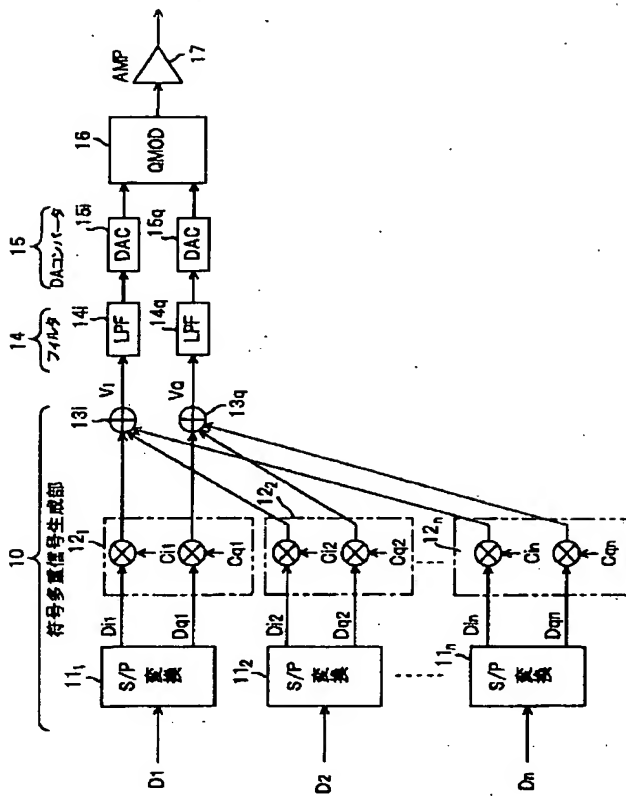 10
符号多重信号生成部
14
フィルタ
15
DAコンバータ
D1
11₁
S/P
変換
Di1
Dq1
12₁
Ci1
Cq1
13i
VI
13q
VQ
14i
LPF
14q
LPF
15i
DAC
15q
DAC
16
QMOD
AMP
17
D2
11₂
S/P
変換
Di2
Dq2
12₂
Ci2
Cq2
Dn
11n
S/P
変換
Din
Dqn
12n
Cin
Cqn